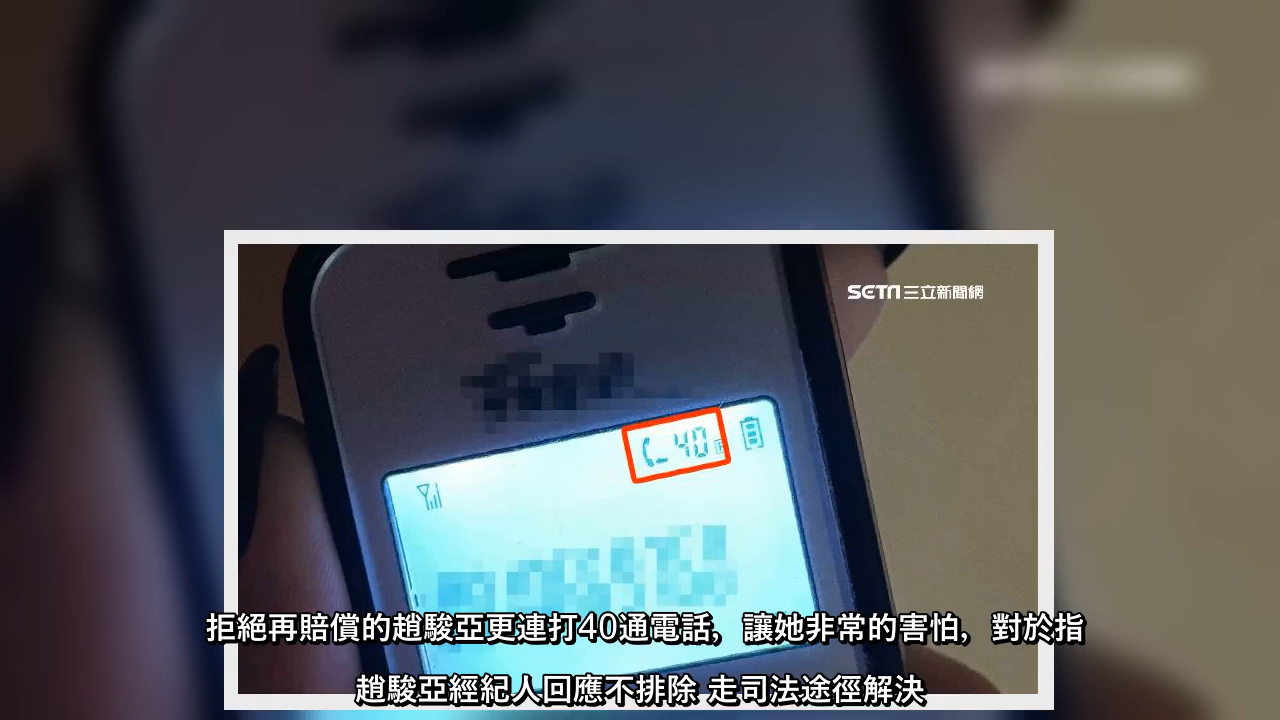 SETN三立新聞網
40
拒絕再賠償的趙駿亞更連打40通電話，讓她非常的害怕，對於指
趙駿亞經紀人回應不排除 走司法途徑解決